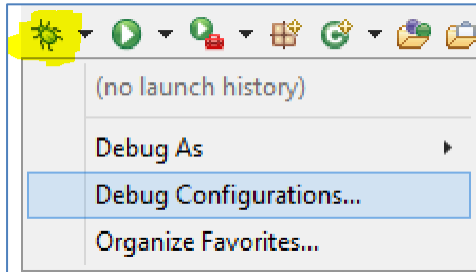 (no launch history)
Debug As
Debug Configurations...
Organize Favorites...